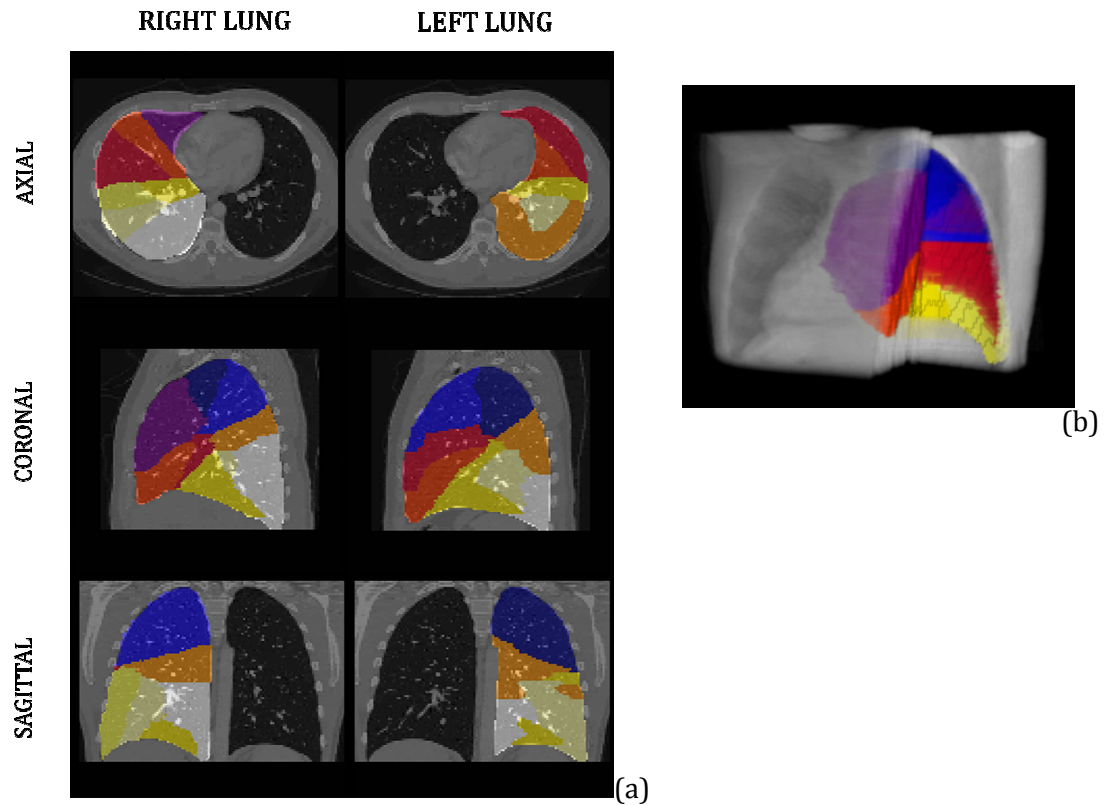 RIGHT LUNG LEFT LUNG
AXIAL
CORONAL
SAGITTAL
(a)
(b)